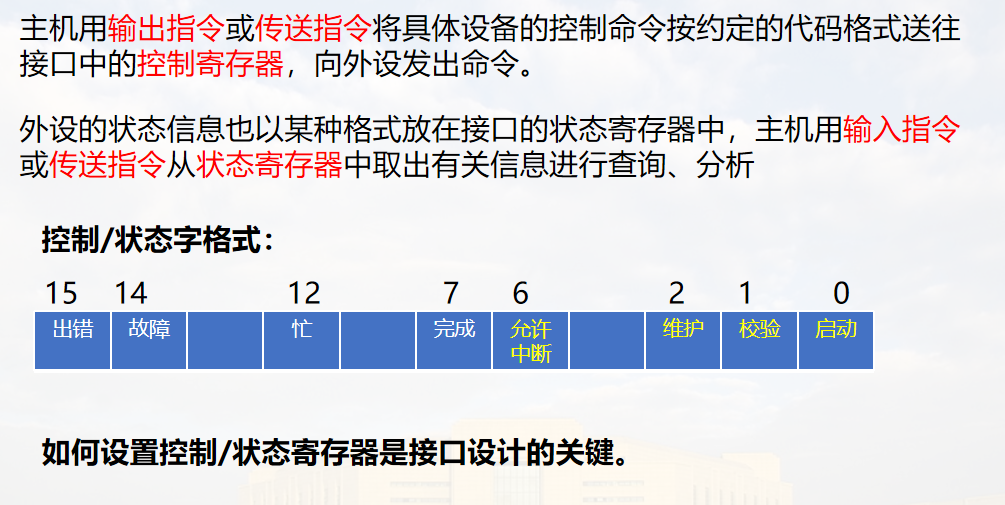 主机用输出指令或传送指令将具体设备的控制命令按约定的代码格式送往
接口中的控制寄存器，向外设发出命令。
外设的状态信息也以某种格式放在接口的状态寄存器中，主机用输入指令
或传送指令从状态寄存器中取出有关信息进行查询、分析
控制/状态字格式：
15 14 12 7 6 2 1 0
出错 故障 忙 完成 允许 维护 校验 启动
中断
如何设置控制/状态寄存器是接口设计的关键。